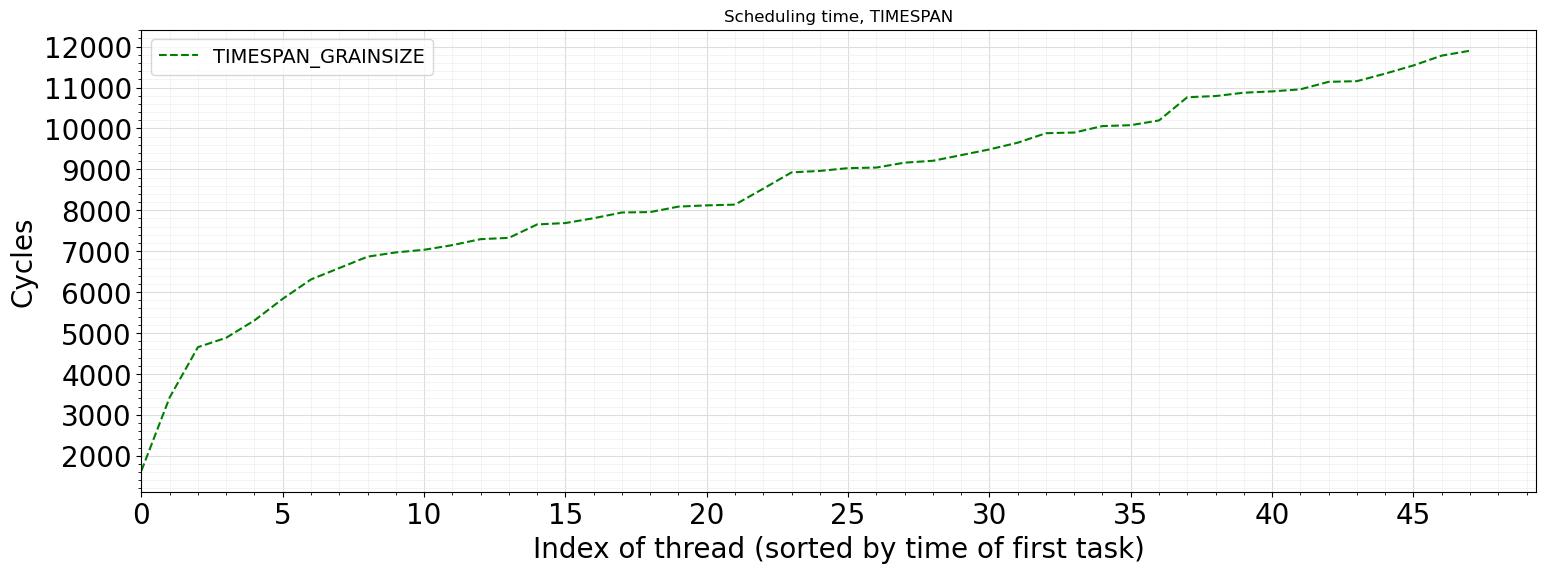 Scheduling time, TIMESPAN
TIMESPAN_GRAINSIZE
12000
11000
10000
9000
8000
7000
6000
5000
4000
3000
2000
Cycles
0 5 10 15 20 25 30 35 40 45
Index of thread (sorted by time of first task)